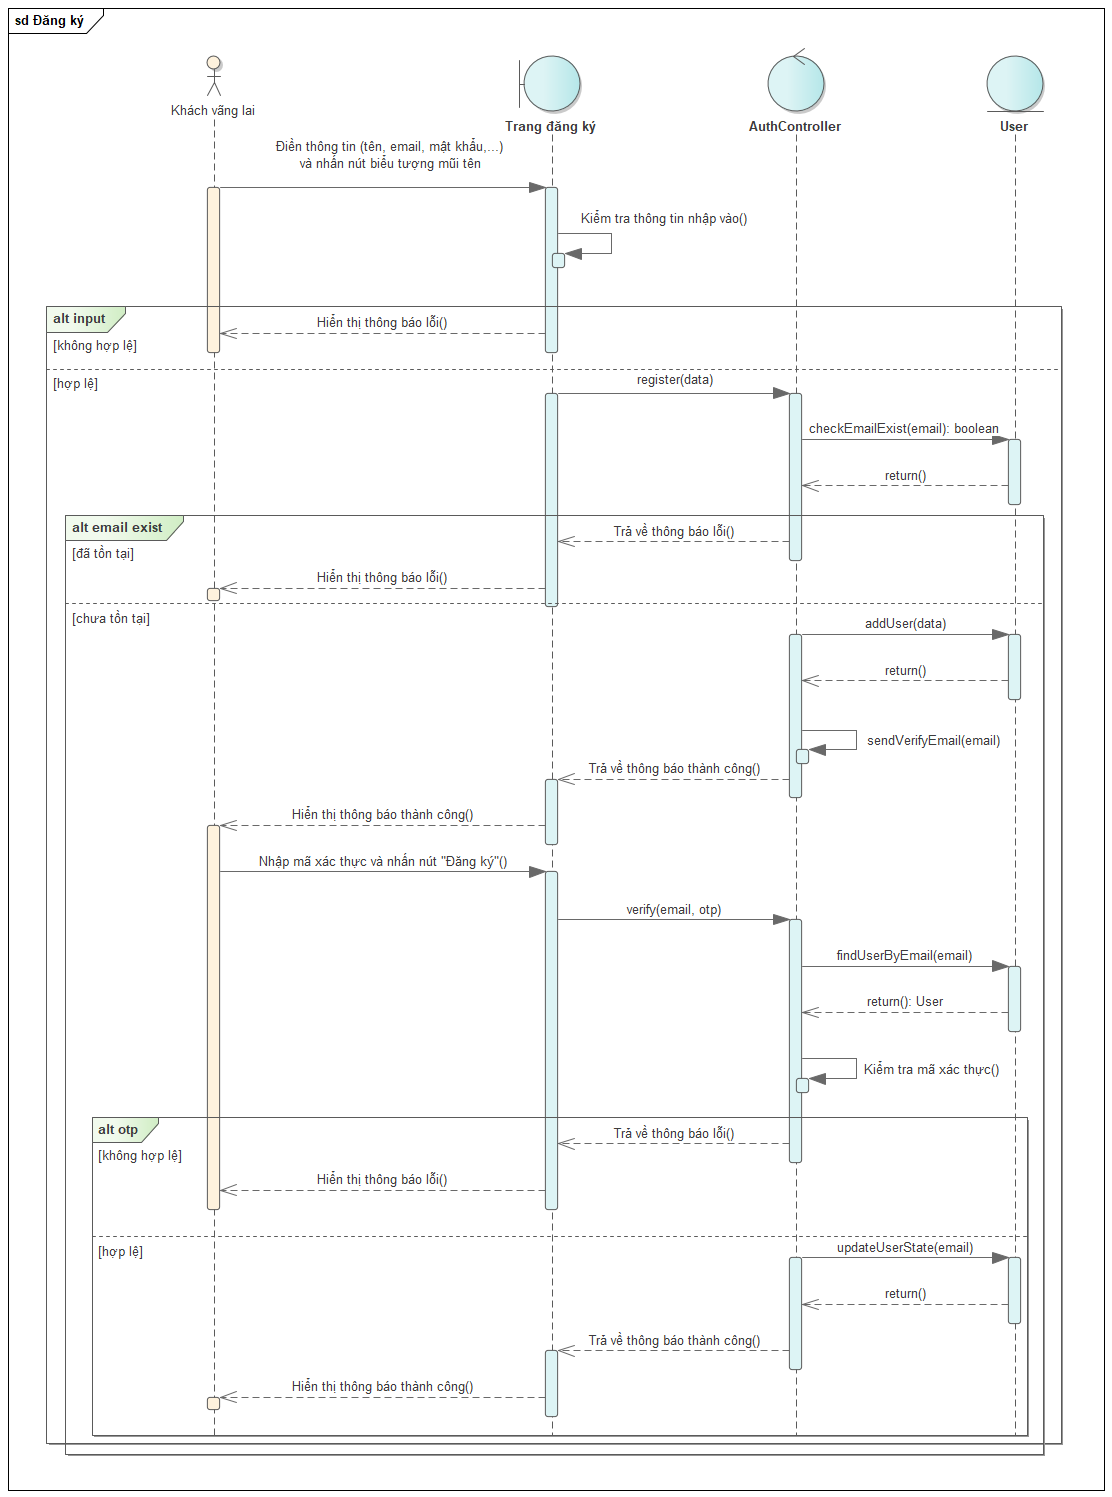 sd Đăng ký
Khách vãng lai
Trang đăng ký
AuthController
User
Điền thông tin (tên, email, mật khẩu,...)
và nhấn nút biểu tượng mũi tên
Kiểm tra thông tin nhập vào()
alt input
Hiển thị thông báo lỗi()
[không hợp lệ]
[hợp lệ]
register(data)
checkEmailExist(email): boolean
return()
alt email exist
Trả về thông báo lỗi()
[đã tồn tại]
Hiển thị thông báo lỗi()
[chưa tồn tại]
addUser(data)
return()
sendVerifyEmail(email)
Trả về thông báo thành công()
Hiển thị thông báo thành công()
Nhập mã xác thực và nhấn nút "Đăng ký"()
verify(email, otp)
findUserByEmail(email)
return(): User
Kiểm tra mã xác thực()
alt otp
Trả về thông báo lỗi()
[không hợp lệ]
Hiển thị thông báo lỗi()
[hợp lệ]
updateUserState(email)
return()
Trả về thông báo thành công()
Hiển thị thông báo thành công()